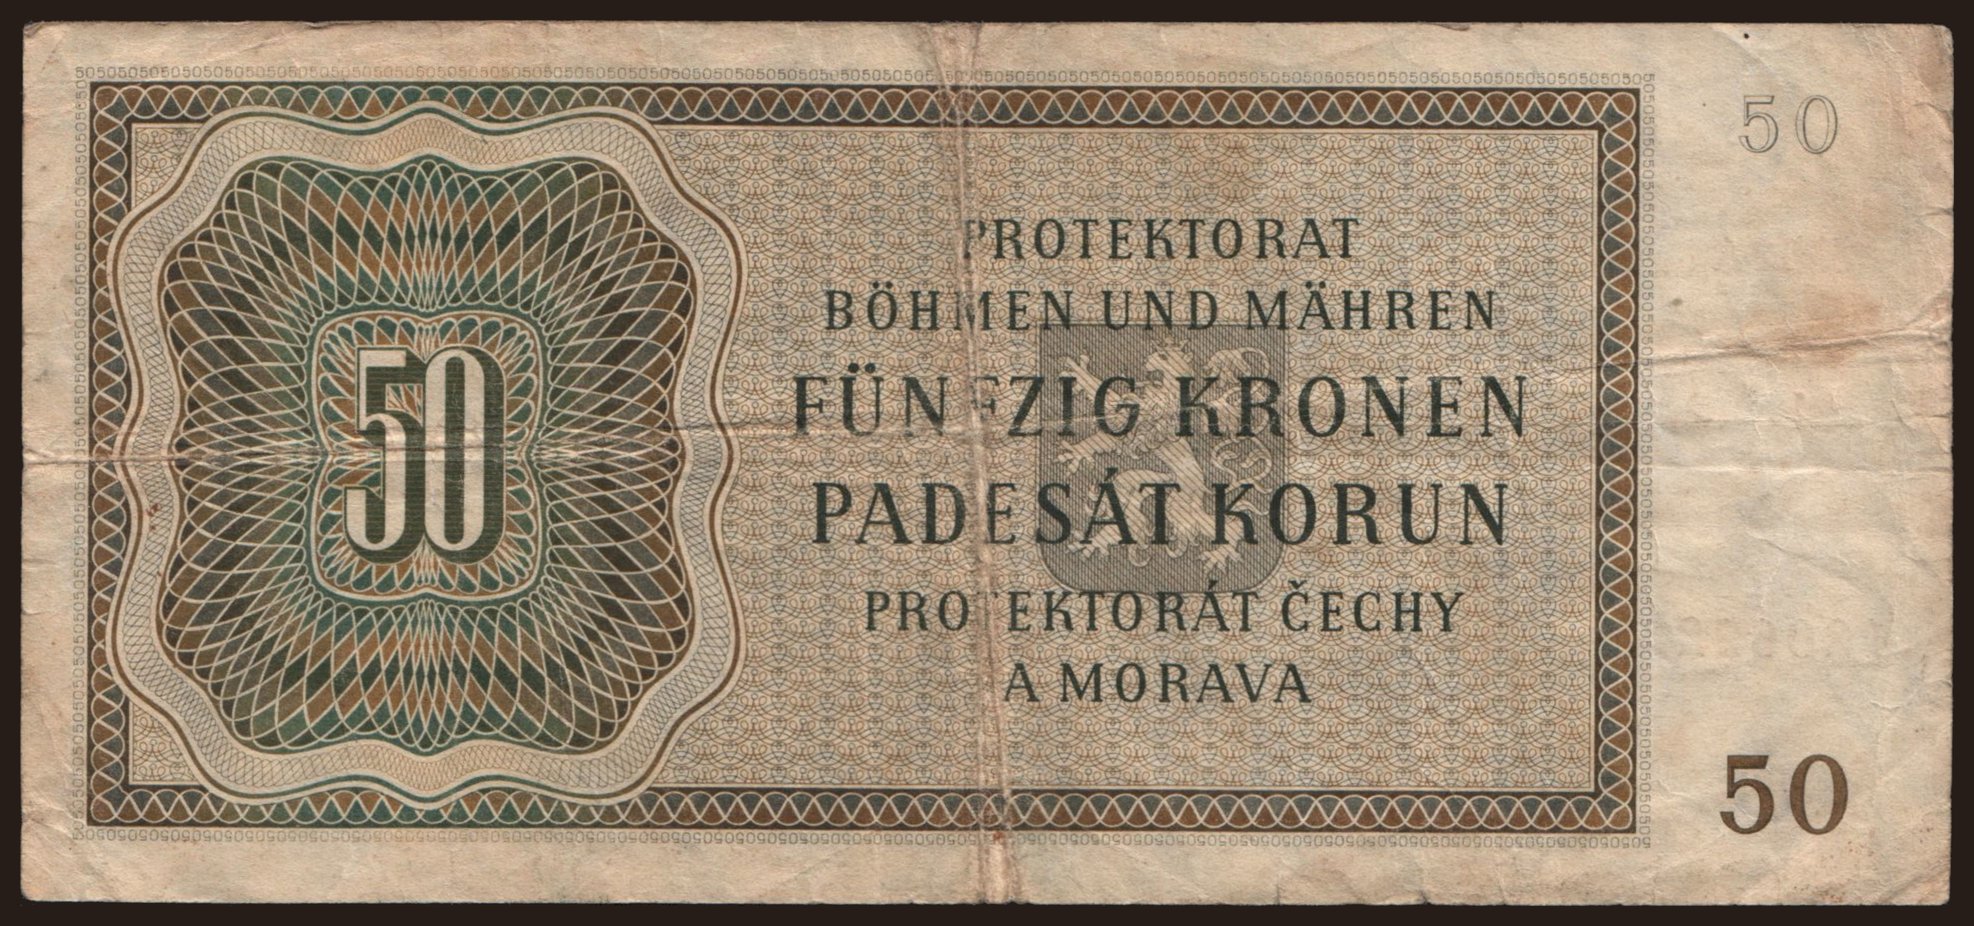 50
PROTEKTORAT
BÖHMEN UND MÄHREN
FÜNFZIG KRONEN
50
PADESÁT KORUN
PROTEKTORÁT ČECHY
A MORAVA
50